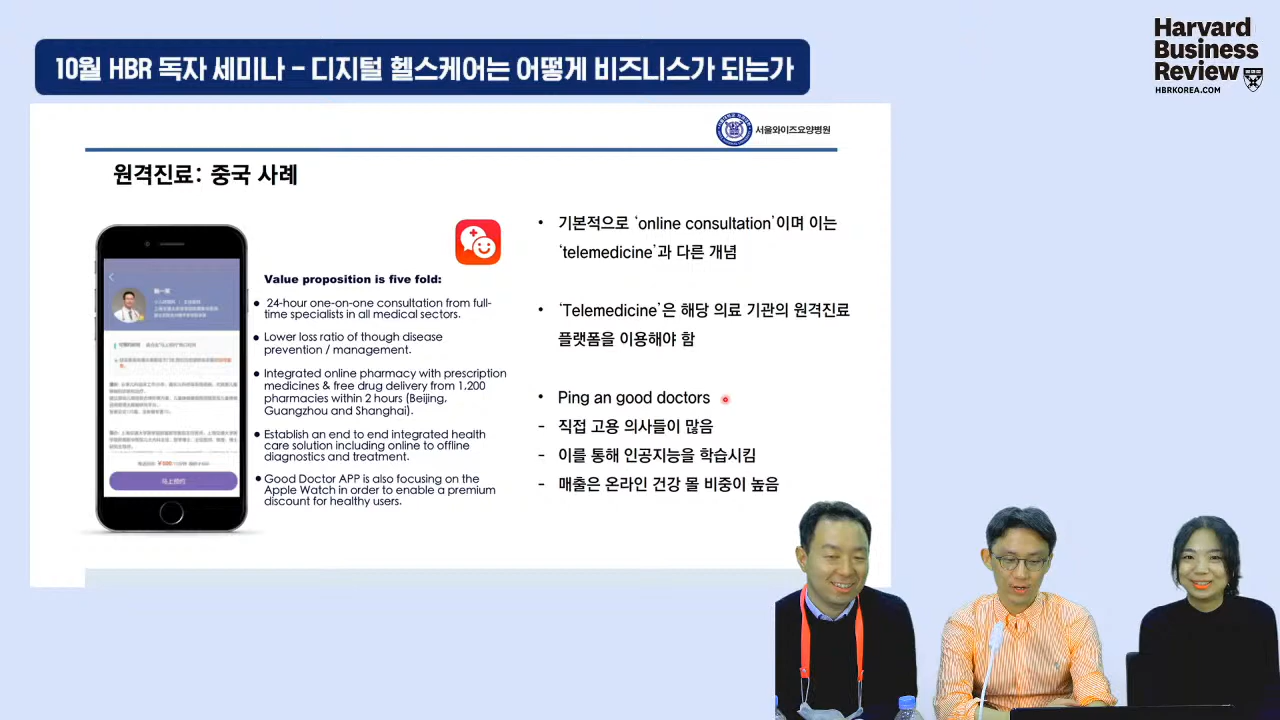 Harvard
Business
Review
HBRKOREA.COM
10월 HBR 독자 세미나 – 디지털 헬스케어는 어떻게 비즈니스가 되는가
서울와이즈요양병원
원격진료: 중국 사례
Value proposition is five fold:
● 24-hour one-on-one consultation from full-
time specialists in all medical sectors.
● Lower loss ratio of though disease
prevention / management.
● Integrated online pharmacy with prescription
medicines & free drug delivery from 1,200
pharmacies within 2 hours (Beijing,
Guangzhou and Shanghai).
● Establish an end to end integrated health
care solution including online to offline
diagnostics and treatment.
● Good Doctor APP is also focusing on the
Apple Watch in order to enable a premium
discount for healthy users.
• 기본적으로 ‘online consultation’이며 이는
‘telemedicine’과 다른 개념
• ‘Telemedicine’은 해당 의료 기관의 원격진료
플랫폼을 이용해야 함
• Ping an good doctors
- 직접 고용 의사들이 많음
- 이를 통해 인공지능을 학습시킴
- 매출은 온라인 건강 몰 비중이 높음
马上预约